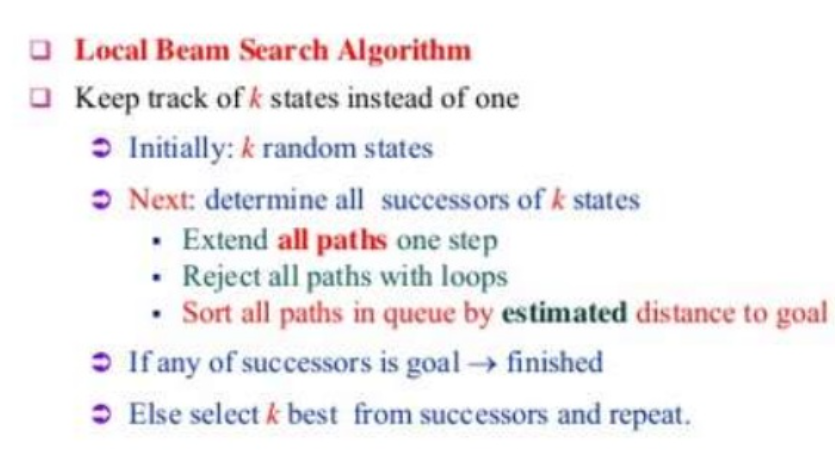 Local Beam Search Algorithm
Keep track of k states instead of one
Initially: k random states
Next: determine all successors of k states
Extend all paths one step
Reject all paths with loops
Sort all paths in queue by estimated distance to goal
If any of successors is goal → finished
Else select k best from successors and repeat.